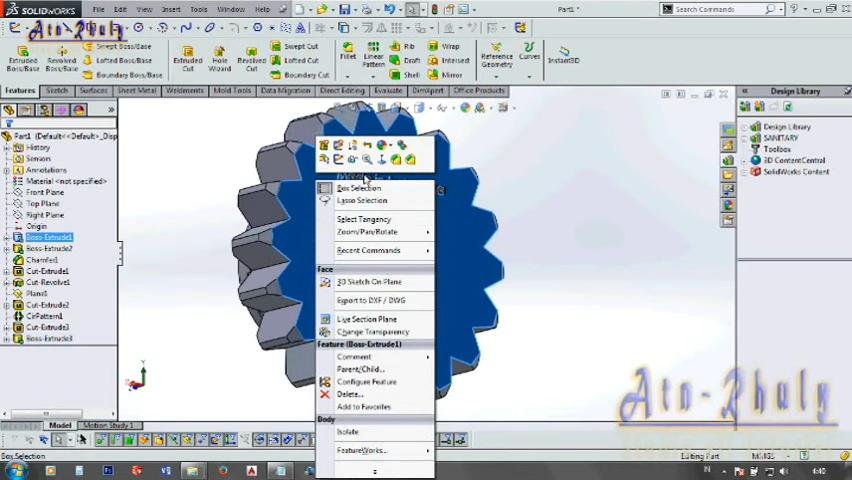 SOLIDWORKS
File Edit View Insert Tools Window Help
Part1 *
Search Commands
Ato-Rhuly
Extruded Boss/Base
Revolved Boss/Base
Swept Boss/Base
Lofted Boss/Base
Boundary Boss/Base
Extruded Cut
Hole Wizard
Revolved Cut
Swept Cut
Lofted Cut
Boundary Cut
Fillet
Linear Pattern
Rib
Draft
Shell
Wrap
Intersect
Mirror
Reference Geometry
Curves
Instant3D
Features Sketch Surfaces Sheet Metal Weldments Mold Tools Data Migration Direct Editing Evaluate DimXpert Office Products
Design Library
Design Library
SANITARY
Toolbox
3D ContentCentral
SolidWorks Content
Part1 (Default<<Default>_Disp
History
Sensors
Annotations
Material <not specified>
Front Plane
Top Plane
Right Plane
Origin
Boss-Extrude1
Boss-Extrude2
Chamfer1
Cut-Extrude1
Cut-Revolve1
Plane1
Cut-Extrude2
CirPattern1
Cut-Extrude3
Boss-Extrude3
Box Selection
Lasso Selection
Select Tangency
Zoom/Pan/Rotate
Recent Commands
Face
3D Sketch On Plane
Export to DXF / DWG
Live Section Plane
Change Transparency
Feature (Boss-Extrude1)
Comment
Parent/Child...
Configure Feature
Delete...
Add to Favorites
Body
Isolate
FeatureWorks...
Y
Ato-Rhuly
Model Motion Study 1
Box Selection
Editing Part
MMGS
IN
4:40